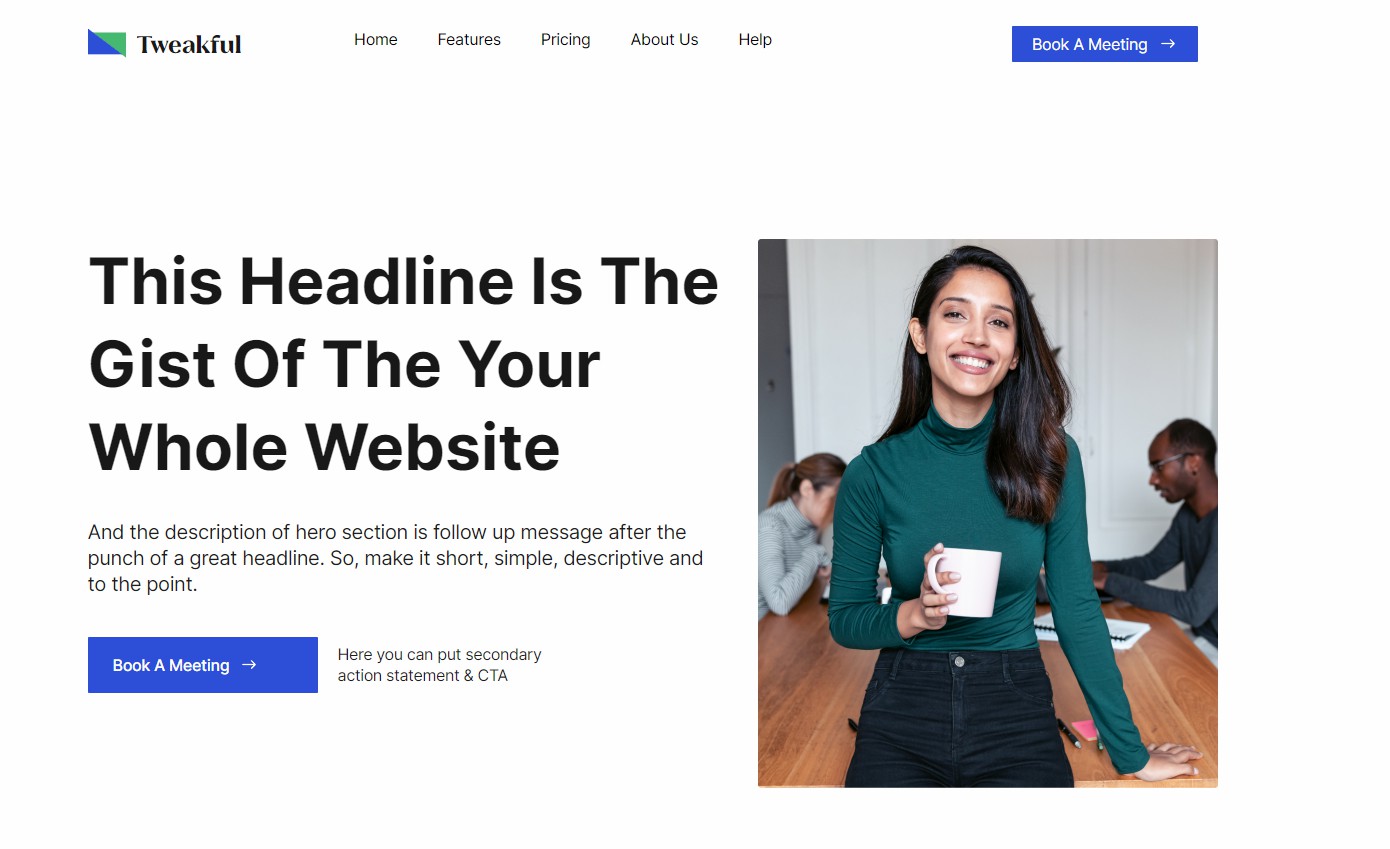 Tweakful
Home Features Pricing About Us Help
Book A Meeting →
This Headline Is The
Gist Of The Your
Whole Website
And the description of hero section is follow up message after the
punch of a great headline. So, make it short, simple, descriptive and
to the point.
Book A Meeting →
Here you can put secondary
action statement & CTA